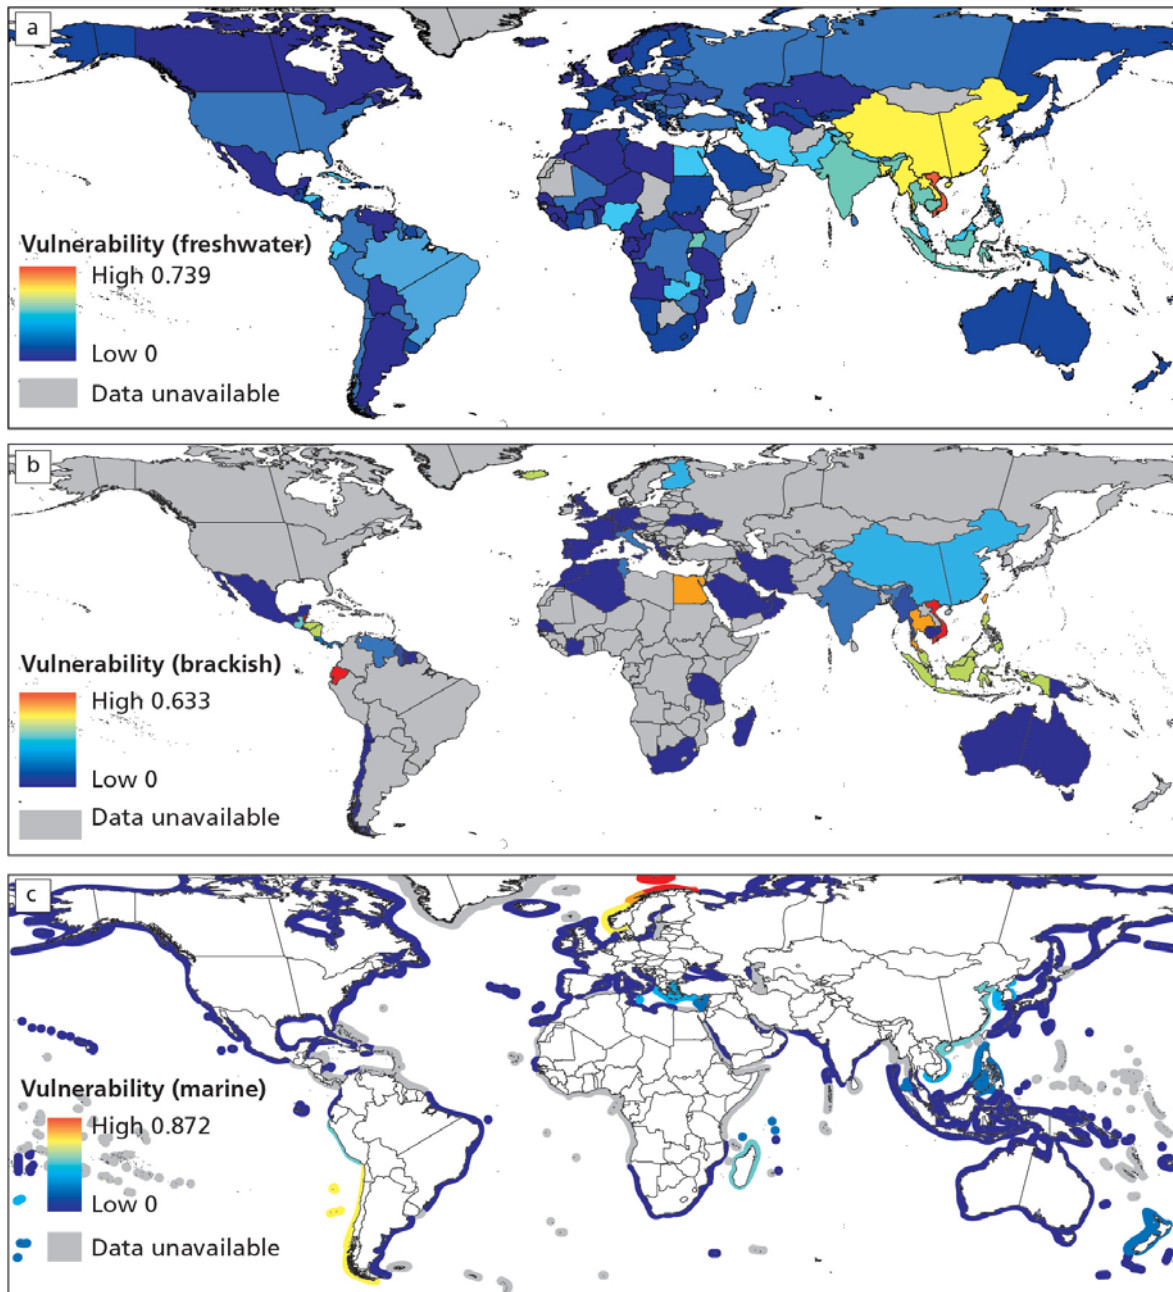 a
Vulnerability (freshwater)
High 0.739
Low 0
Data unavailable
b
Vulnerability (brackish)
High 0.633
Low 0
Data unavailable
c
Vulnerability (marine)
High 0.872
Low 0
Data unavailable